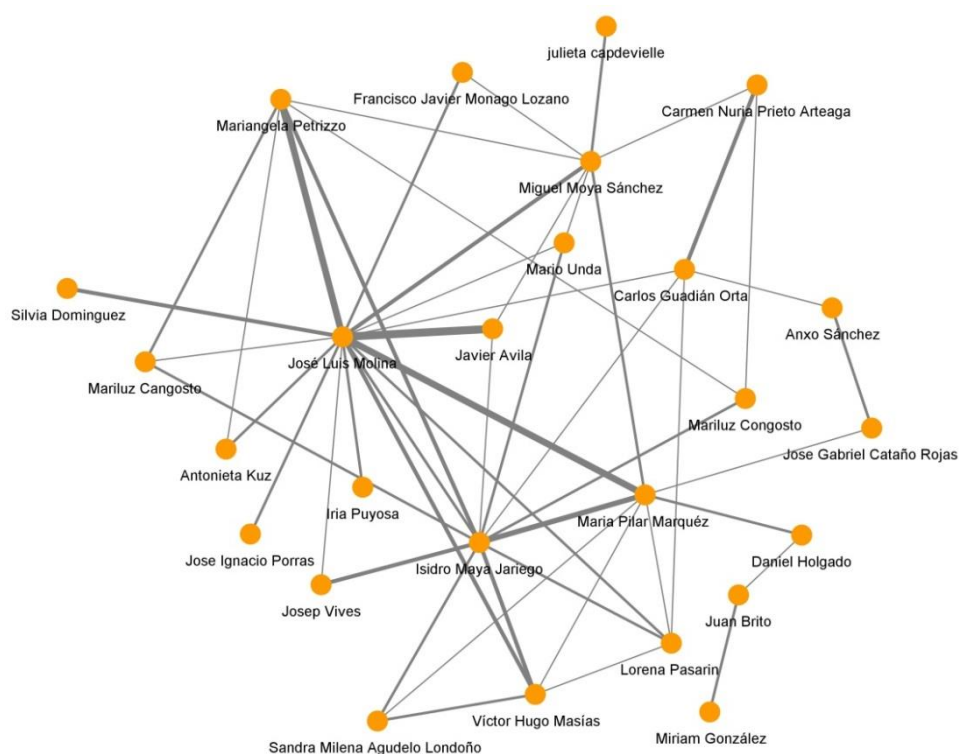 julieta capdevielle
Francisco Javier Monago Lozano
Carmen Nuria Prieto Arteaga
Mariangela Petrizzo
Miguel Moya Sánchez
Mario Unda
Carlos Guadián Orta
Silvia Dominguez
Anxo Sánchez
José Luis Molina
Javier Avila
Mariluz Cangosto
Mariluz Congosto
Jose Gabriel Cataño Rojas
Antonieta Kuz
Iria Puyosa
Maria Pilar Marquéz
Jose Ignacio Porras
Isidro Maya Jariego
Daniel Holgado
Josep Vives
Juan Brito
Lorena Pasarin
Víctor Hugo Masías
Sandra Milena Agudelo Londoño
Miriam González